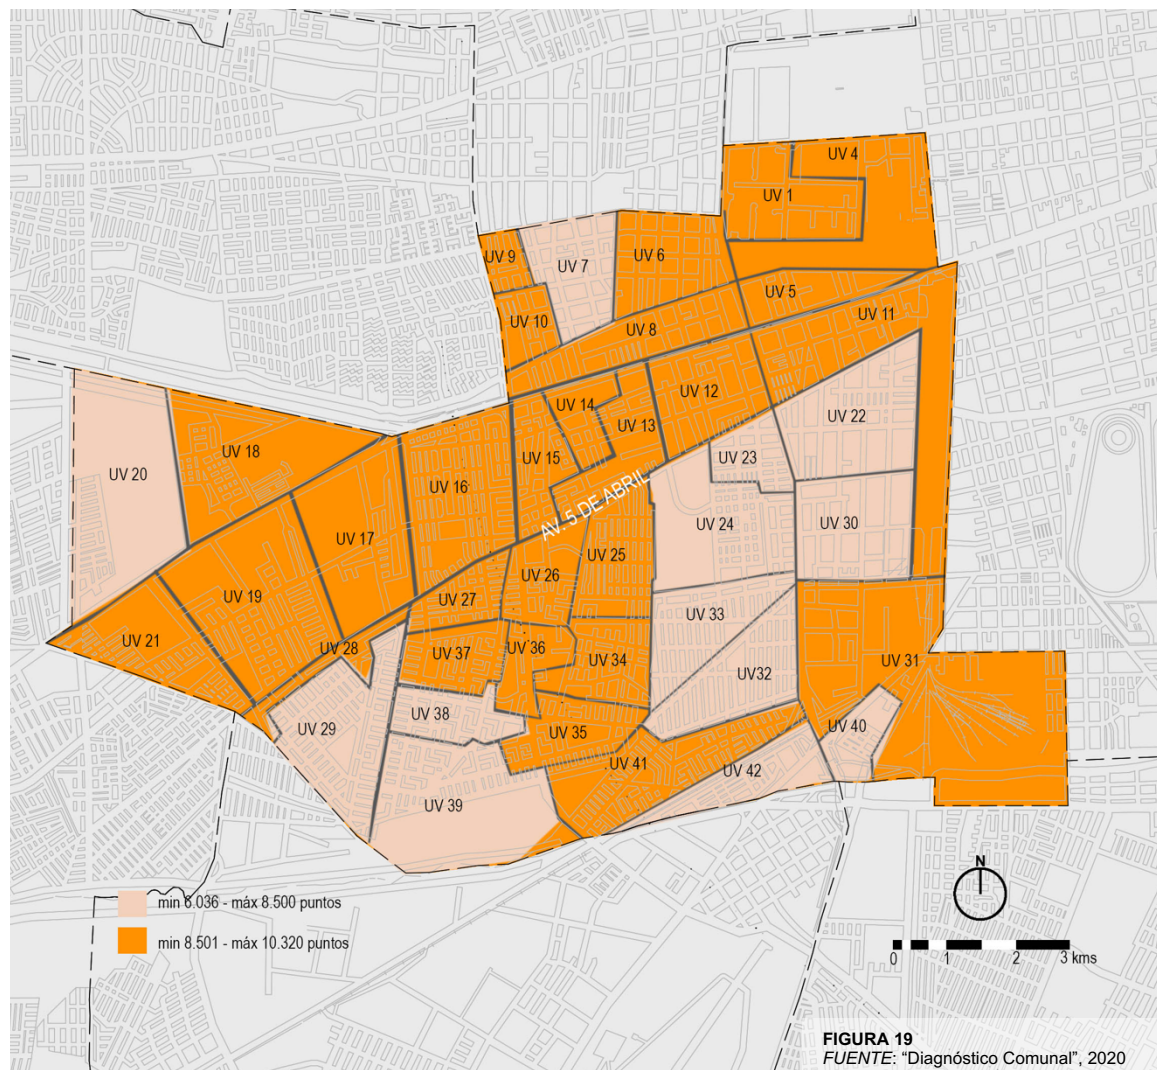 UV 4
UV 1
UV 9
UV 7
UV 6
UV 5
UV 10
UV 8
UV 11
UV 14
UV 12
UV 13
UV 22
UV 20
UV 18
UV 16
UV 15
UV 23
AV. 5 DE ABRIL
UV 24
UV 30
UV 17
UV 25
UV 26
UV 19
UV 27
UV 33
UV 21
UV 28
UV 37
UV 36
UV 34
UV 31
UV32
UV 29
UV 38
UV 35
UV 40
UV 41
UV 42
UV 39
N
min 6.036 - máx 8.500 puntos
min 8.501 - máx 10.320 puntos
0 1 2 3 kms
FIGURA 19
FUENTE: “Diagnóstico Comunal”, 2020